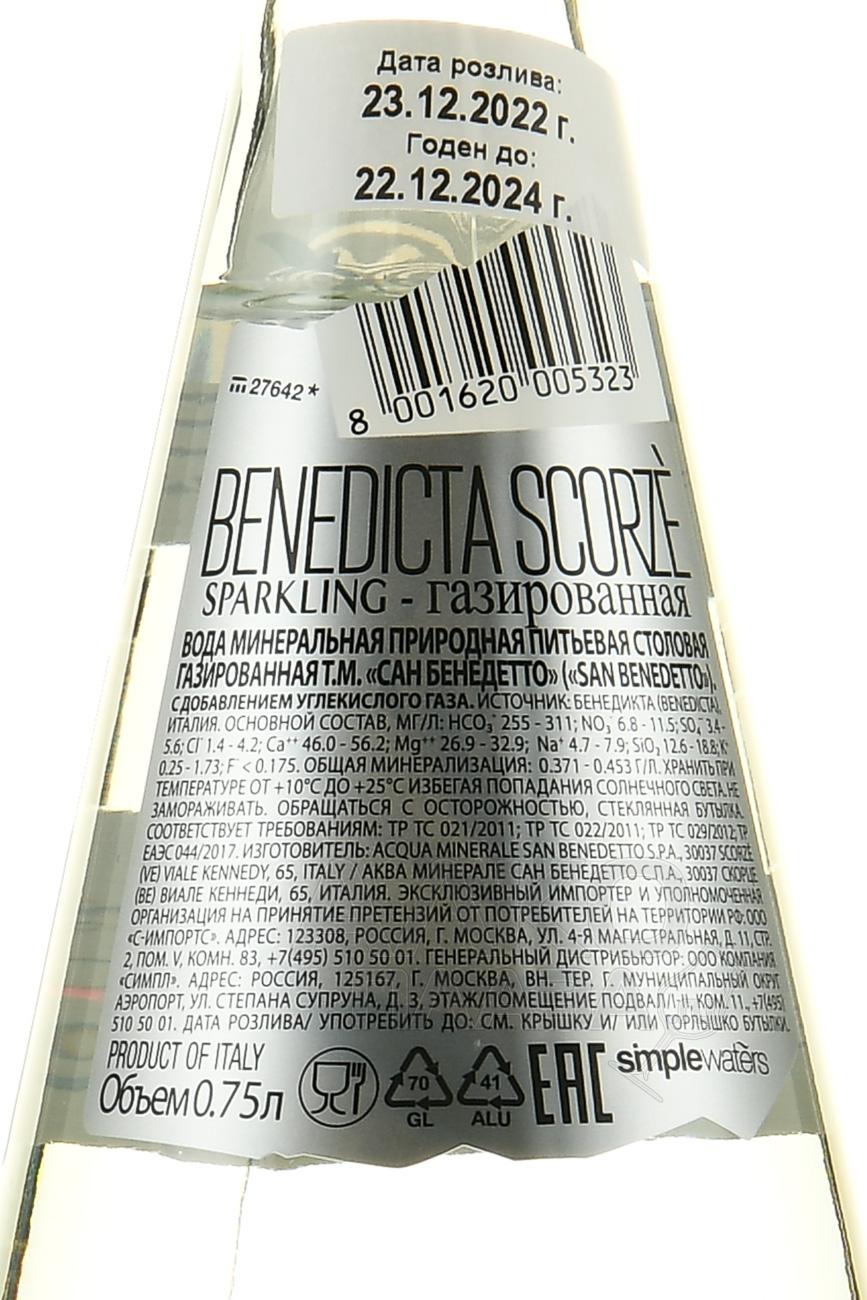 Дата розлива:
23.12.2022 г.
Годен до:
22.12.2024 г.
27642*
8 001620 005323
BENEDICTA SCORZÈ
SPARKLING - газированная
ВОДА МИНЕРАЛЬНАЯ ПРИРОДНАЯ ПИТЬЕВАЯ СТОЛОВАЯ
ГАЗИРОВАННАЯ Т.М. «САН БЕНЕДЕТТО» («SAN BENEDETTO»),
С ДОБАВЛЕНИЕМ УГЛЕКИСЛОГО ГАЗА. ИСТОЧНИК: БЕНЕДИКТА (BENEDICTA),
ИТАЛИЯ. ОСНОВНОЙ СОСТАВ, МГ/Л: HCO₃⁻ 255 - 311; NO₃⁻ 6.8 - 11.5; SO₄⁻ 3.4 -
5.6; Cl⁻ 1.4 - 4.2; Ca⁺⁺ 46.0 - 56.2; Mg⁺⁺ 26.9 - 32.9; Na⁺ 4.7 - 7.9; SiO₂ 12.6 - 18.8; K⁺
0.25 - 1.73; F⁻ < 0.175. ОБЩАЯ МИНЕРАЛИЗАЦИЯ: 0.371 - 0.453 Г/Л. ХРАНИТЬ ПРИ
ТЕМПЕРАТУРЕ ОТ +10°C ДО +25°C ИЗБЕГАЯ ПОПАДАНИЯ СОЛНЕЧНОГО СВЕТА. НЕ
ЗАМОРАЖИВАТЬ. ОБРАЩАТЬСЯ С ОСТОРОЖНОСТЬЮ, СТЕКЛЯННАЯ БУТЫЛКА.
СООТВЕТСТВУЕТ ТРЕБОВАНИЯМ: ТР ТС 021/2011; ТР ТС 022/2011; ТР ТС 029/2012; ТР
ЕАЭС 044/2017. ИЗГОТОВИТЕЛЬ: ACQUA MINERALE SAN BENEDETTO S.P.A., 30037 SCORZÈ
(VE) VIALE KENNEDY, 65, ITALY / АКВА МИНЕРАЛЕ САН БЕНЕДЕТТО С.П.А., 30037 СКОРЦЕ
(ВЕ) ВИАЛЕ КЕННЕДИ, 65, ИТАЛИЯ. ЭКСКЛЮЗИВНЫЙ ИМПОРТЕР И УПОЛНОМОЧЕННАЯ
ОРГАНИЗАЦИЯ НА ПРИНЯТИЕ ПРЕТЕНЗИЙ ОТ ПОТРЕБИТЕЛЕЙ НА ТЕРРИТОРИИ РФ: ООО
«С-ИМПОРТС». АДРЕС: 123308, РОССИЯ, Г. МОСКВА, УЛ. 4-Я МАГИСТРАЛЬНАЯ, Д. 11, СТР.
2, ПОМ. V, КОМН. 83, +7(495) 510 50 01. ГЕНЕРАЛЬНЫЙ ДИСТРИБЬЮТОР: ООО КОМПАНИЯ
«СИМПЛ». АДРЕС: РОССИЯ, 125167, Г. МОСКВА, ВН. ТЕР. Г. МУНИЦИПАЛЬНЫЙ ОКРУГ
АЭРОПОРТ, УЛ. СТЕПАНА СУПРУНА, Д. 3, ЭТАЖ/ПОМЕЩЕНИЕ ПОДВАЛ/I-II, КОМ. 11., +7(495)
510 50 01. ДАТА РОЗЛИВА/ УПОТРЕБИТЬ ДО: СМ. КРЫШКУ И/ ИЛИ ГОРЛЫШКО БУТЫЛКИ.
PRODUCT OF ITALY
Объем 0.75л
70
GL
41
ALU
EAC
simplewaters